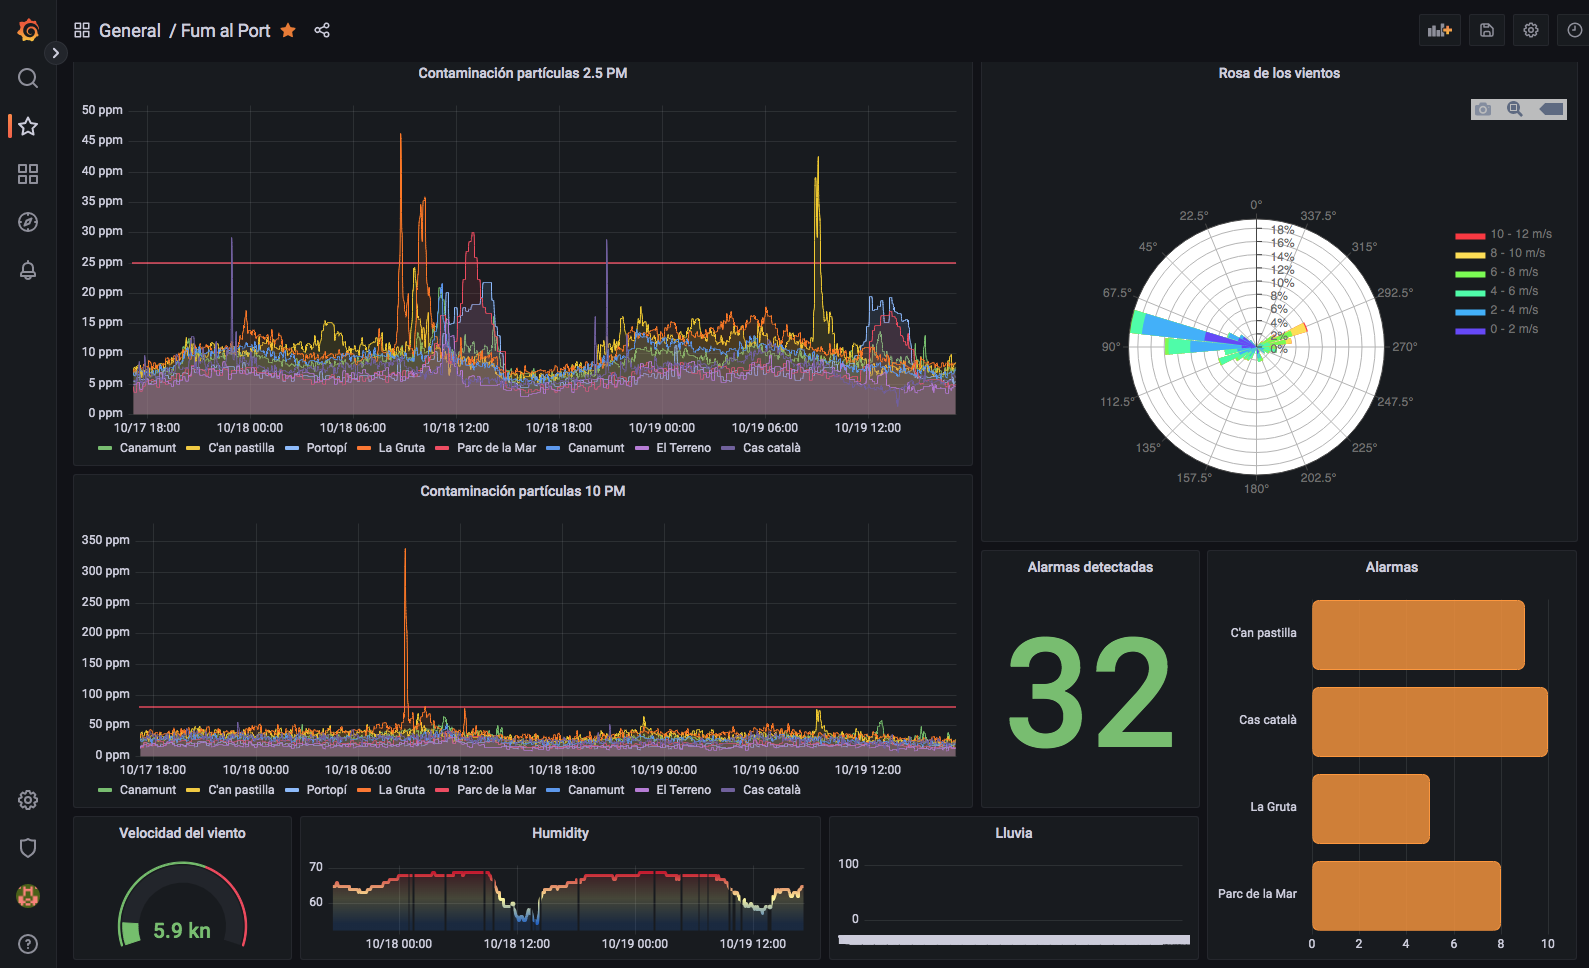 General / Fum al Port
Contaminación partículas 2.5 PM
50 ppm
45 ppm
40 ppm
35 ppm
30 ppm
25 ppm
20 ppm
15 ppm
10 ppm
5 ppm
0 ppm
10/17 18:00 10/18 00:00 10/18 06:00 10/18 12:00 10/18 18:00 10/19 00:00 10/19 06:00 10/19 12:00
Canamunt C'an pastilla Portopí La Gruta Parc de la Mar Canamunt El Terreno Cas català
Rosa de los vientos
0°
22.5° 337.5°
45° 315°
67.5° 292.5°
90° 270°
112.5° 247.5°
135° 225°
157.5° 202.5°
180°
18%
16%
14%
12%
10%
8%
6%
4%
2%
0%
10 - 12 m/s
8 - 10 m/s
6 - 8 m/s
4 - 6 m/s
2 - 4 m/s
0 - 2 m/s
Contaminación partículas 10 PM
350 ppm
300 ppm
250 ppm
200 ppm
150 ppm
100 ppm
50 ppm
0 ppm
10/17 18:00 10/18 00:00 10/18 06:00 10/18 12:00 10/18 18:00 10/19 00:00 10/19 06:00 10/19 12:00
Canamunt C'an pastilla Portopí La Gruta Parc de la Mar Canamunt El Terreno Cas català
Alarmas detectadas
32
Alarmas
C'an pastilla
Cas català
La Gruta
Parc de la Mar
0 2 4 6 8 10
Velocidad del viento
5.9 kn
Humidity
70
60
10/18 00:00 10/18 12:00 10/19 00:00 10/19 12:00
Lluvia
100
0